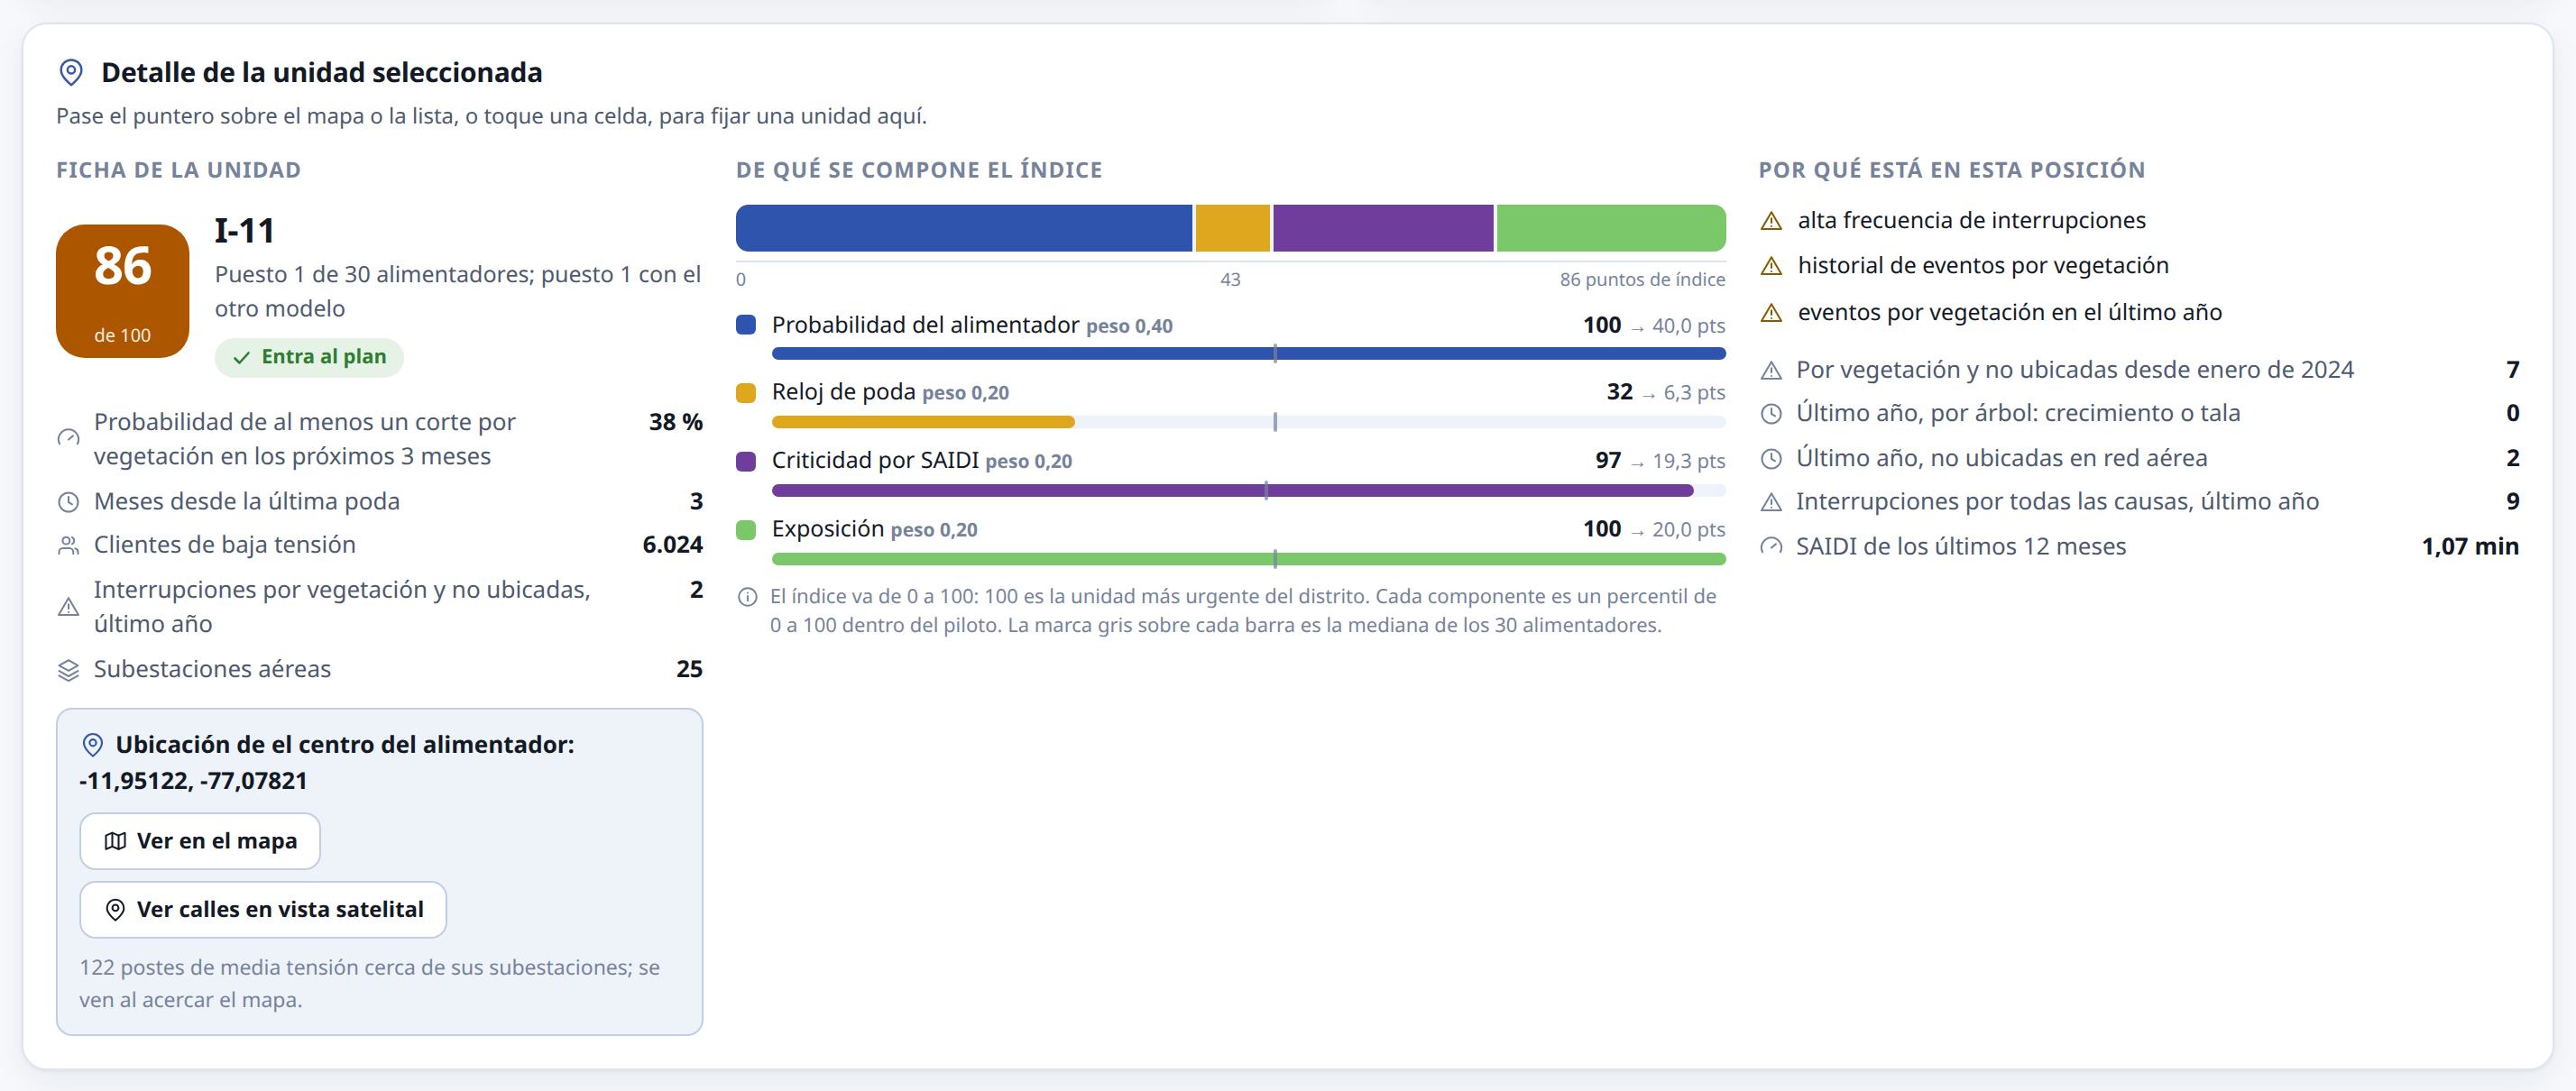 Detalle de la unidad seleccionada
Pase el puntero sobre el mapa o la lista, o toque una celda, para fijar una unidad aquí.
FICHA DE LA UNIDAD
86
de 100
I-11
Puesto 1 de 30 alimentadores; puesto 1 con el
otro modelo
Entra al plan
Probabilidad de al menos un corte por
vegetación en los próximos 3 meses
38 %
Meses desde la última poda
3
Clientes de baja tensión
6.024
Interrupciones por vegetación y no ubicadas,
último año
2
Subestaciones aéreas
25
Ubicación de el centro del alimentador:
-11,95122, -77,07821
Ver en el mapa
Ver calles en vista satelital
122 postes de media tensión cerca de sus subestaciones; se
ven al acercar el mapa.
DE QUÉ SE COMPONE EL ÍNDICE
0 43 86 puntos de índice
Probabilidad del alimentador peso 0,40 100 → 40,0 pts
Reloj de poda peso 0,20 32 → 6,3 pts
Criticidad por SAIDI peso 0,20 97 → 19,3 pts
Exposición peso 0,20 100 → 20,0 pts
El índice va de 0 a 100: 100 es la unidad más urgente del distrito. Cada componente es un percentil de
0 a 100 dentro del piloto. La marca gris sobre cada barra es la mediana de los 30 alimentadores.
POR QUÉ ESTÁ EN ESTA POSICIÓN
alta frecuencia de interrupciones
historial de eventos por vegetación
eventos por vegetación en el último año
Por vegetación y no ubicadas desde enero de 2024 7
Último año, por árbol: crecimiento o tala 0
Último año, no ubicadas en red aérea 2
Interrupciones por todas las causas, último año 9
SAIDI de los últimos 12 meses 1,07 min